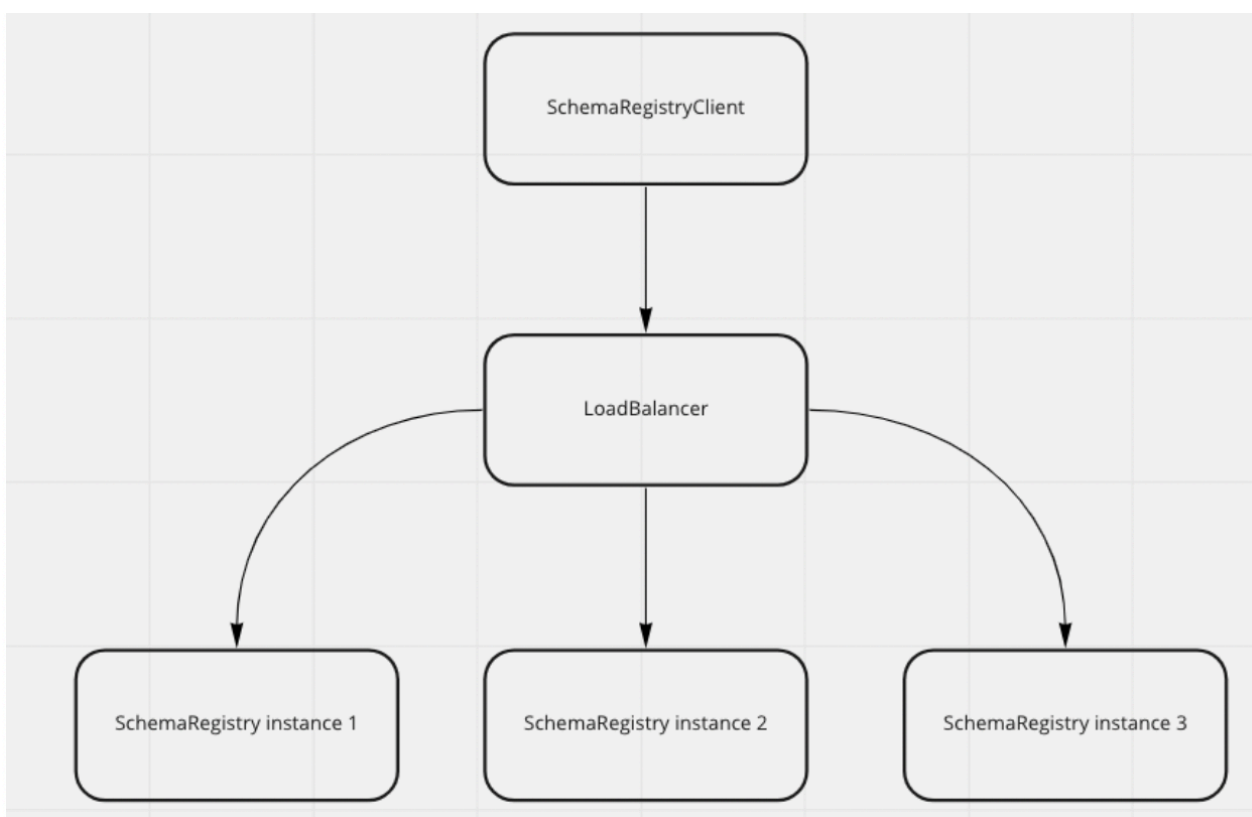 SchemaRegistryClient
LoadBalancer
SchemaRegistry instance 1
SchemaRegistry instance 2
SchemaRegistry instance 3